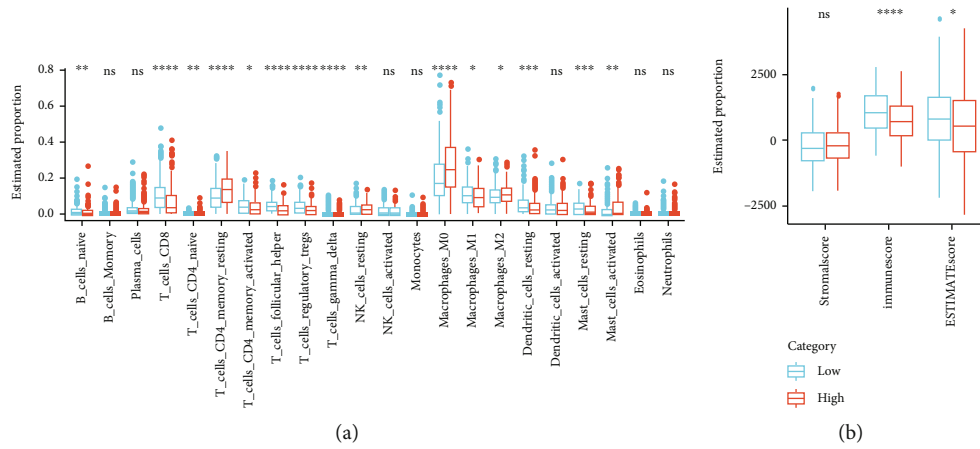 ** ns ns **** ** **** * **** **** **** ** ns ns **** * * *** ns *** ** ns ns
0.8
0.6
0.4
0.2
0.0
Estimated proportion
B_cells_naive
B_cells_Momory
Plasma_cells
T_cells_CD8
T_cells_CD4_naive
T_cells_CD4_memory_resting
T_cells_CD4_memory_activated
T_cells_follicular_helper
T_cells_regulatory_tregs
T_cells_gamma_delta
NK_cells_resting
NK_cells_activated
Monocytes
Macrophages_M0
Macrophages_M1
Macrophages_M2
Dendritic_cells_resting
Dendritic_cells_activated
Mast_cells_resting
Mast_cells_activated
Eosinophils
Neutrophils
(a)
ns **** *
2500
0
−2500
Estimated proportion
Stromalscore
immunescore
ESTIMATEscore
Category
Low
High
(b)